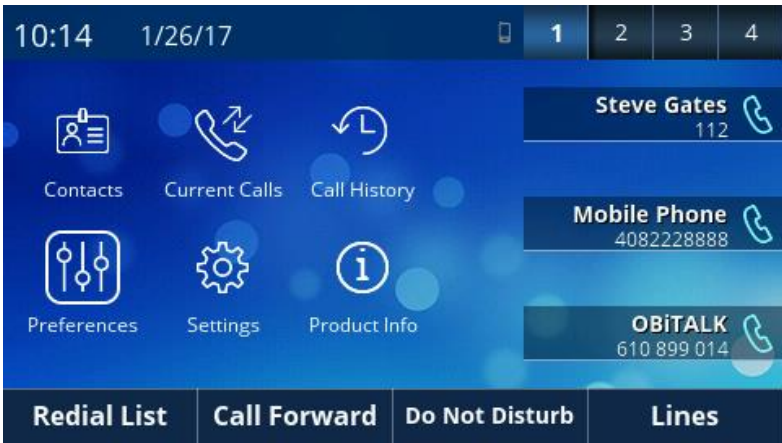 10:14 1/26/17 1 2 3 4
Steve Gates
112
Contacts Current Calls Call History
Mobile Phone
4082228888
Preferences Settings Product Info
OBiTALK
610 899 014
Redial List Call Forward Do Not Disturb Lines